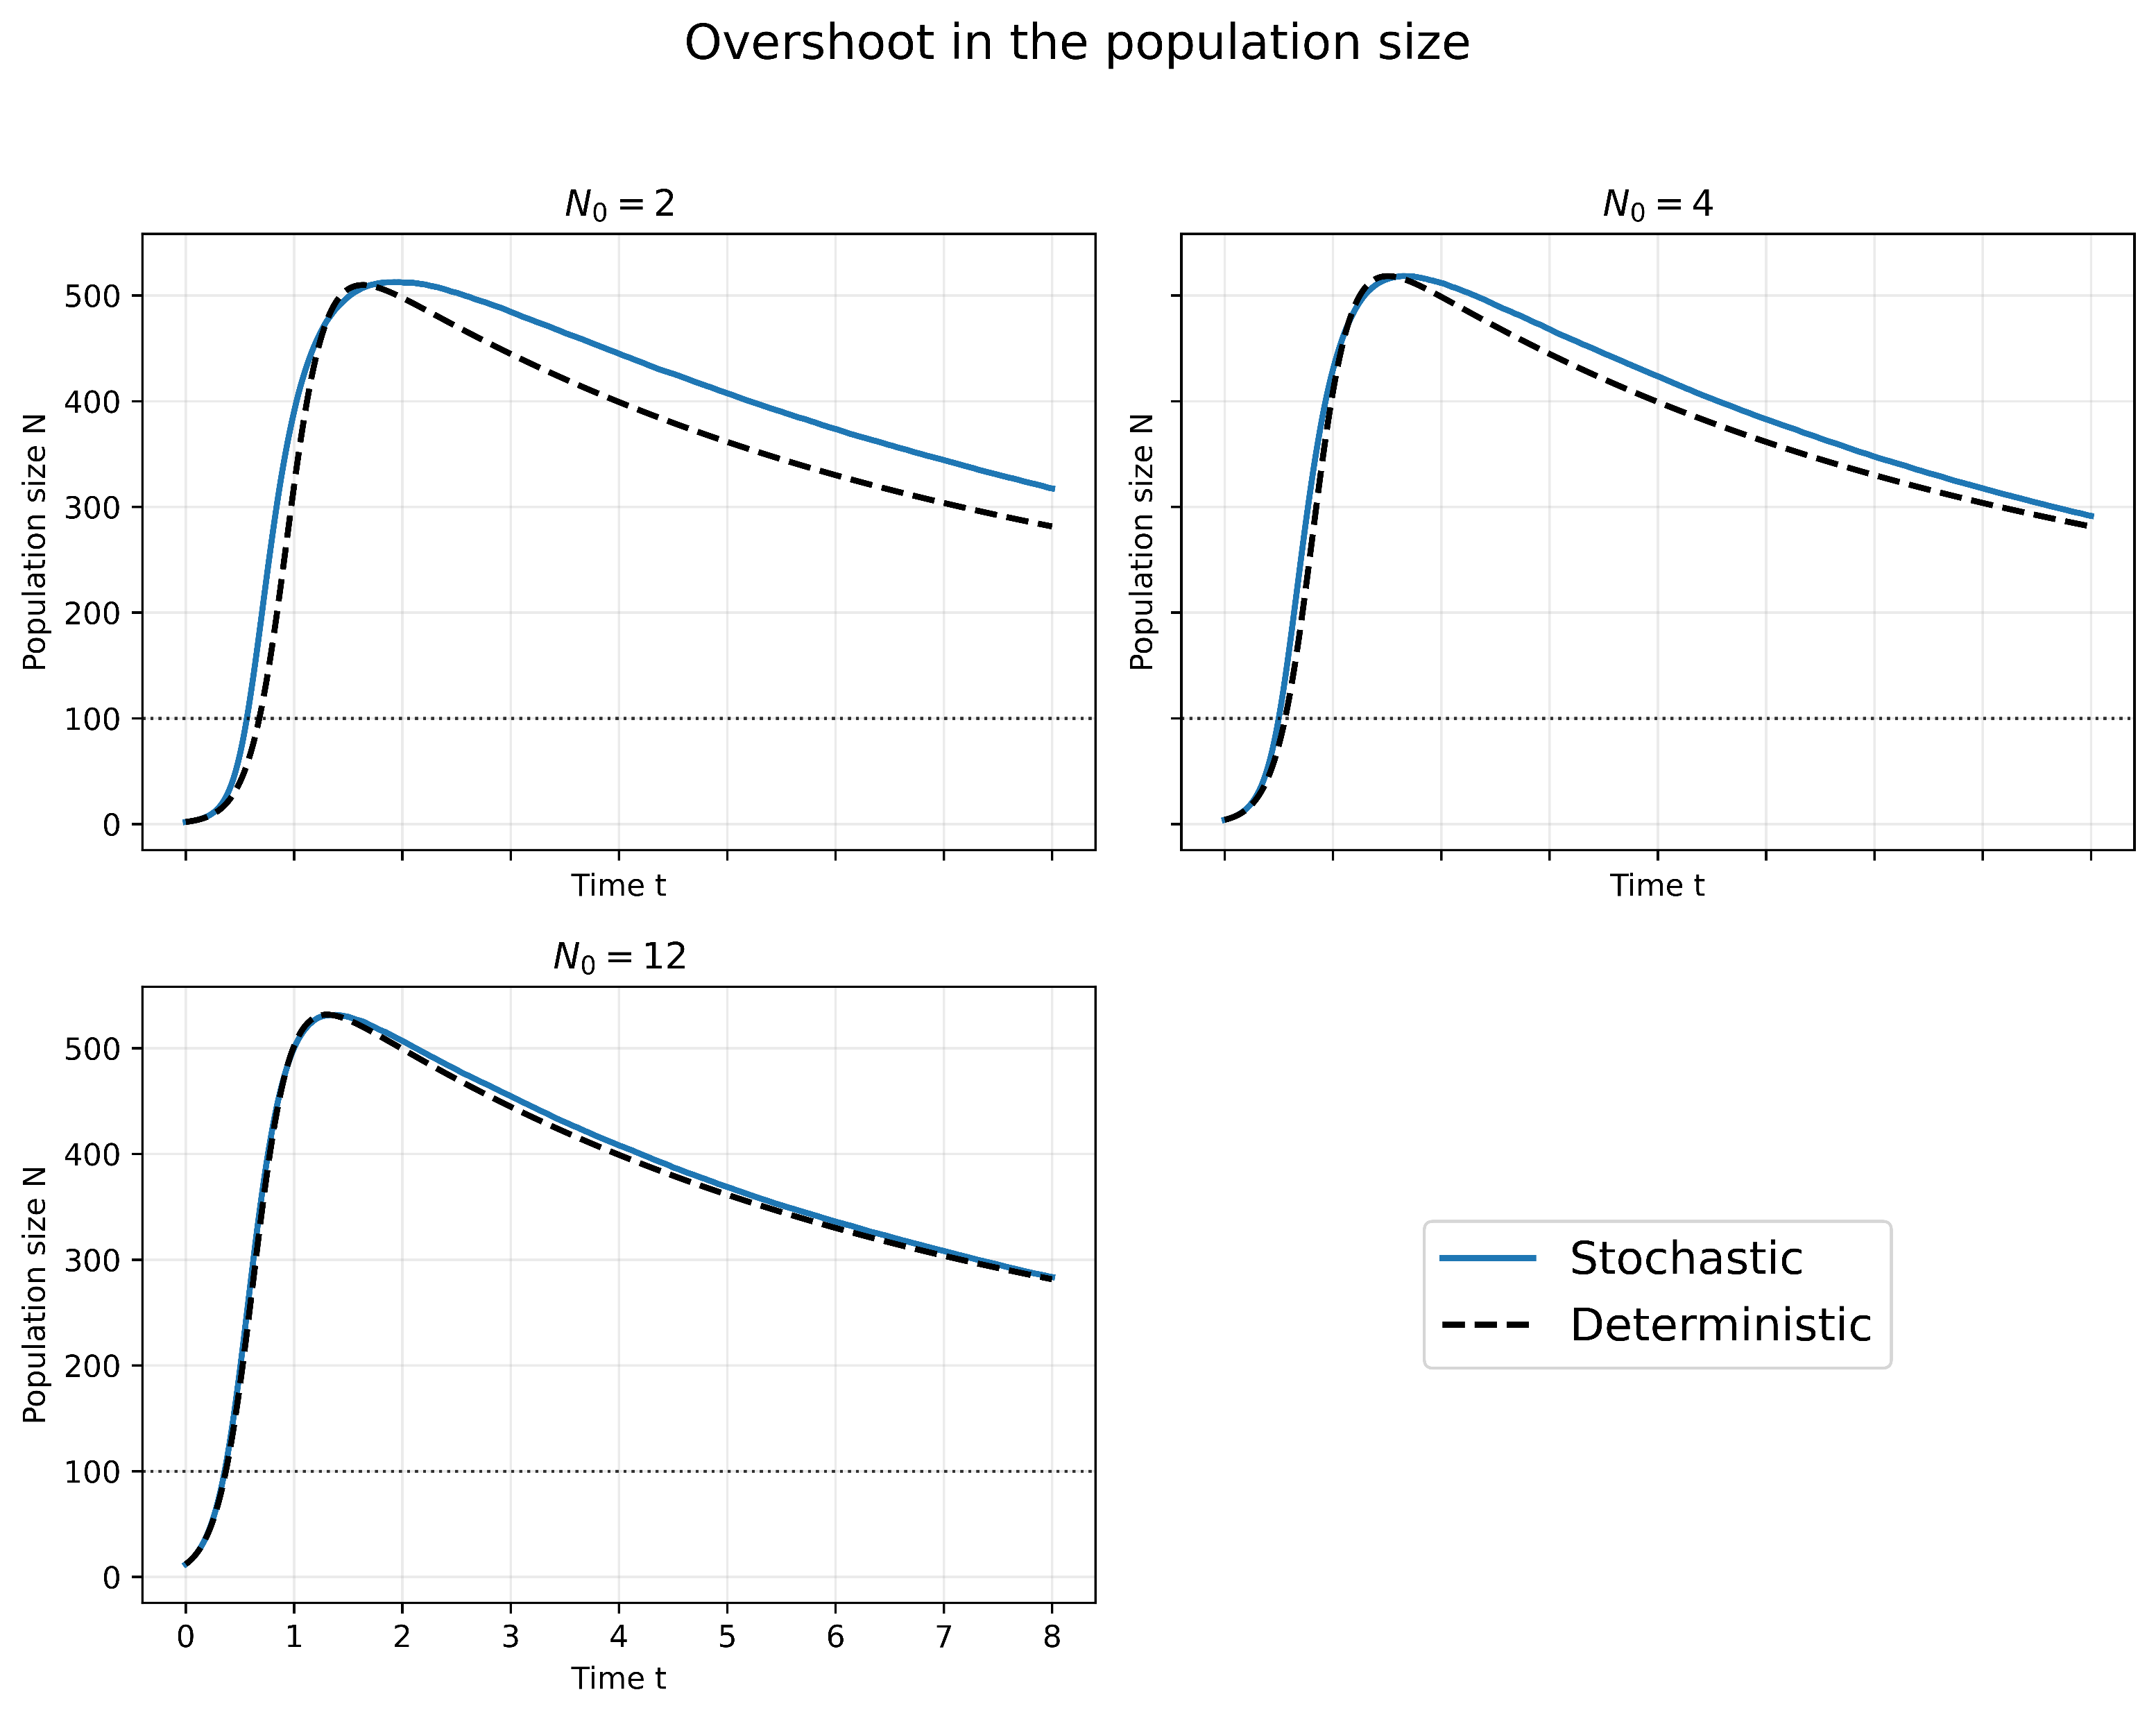 Overshoot in the population size
N₀ = 2
500
400
300
200
100
0
Population size N
Time t
N₀ = 4
Population size N
Time t
N₀ = 12
500
400
300
200
100
0
Population size N
0 1 2 3 4 5 6 7 8
Time t
Stochastic
Deterministic